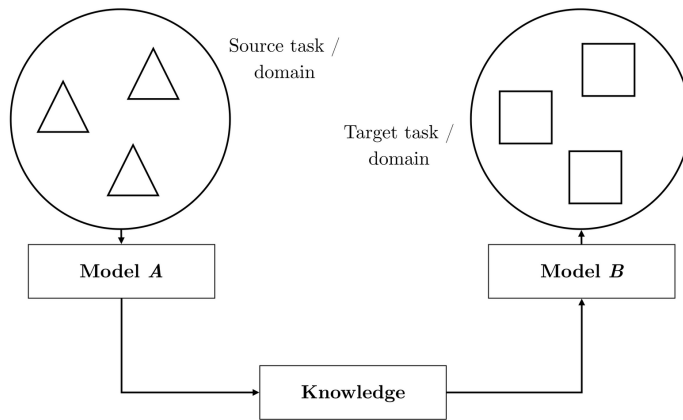 Source task /
domain
Target task /
domain
Model A
Model B
Knowledge